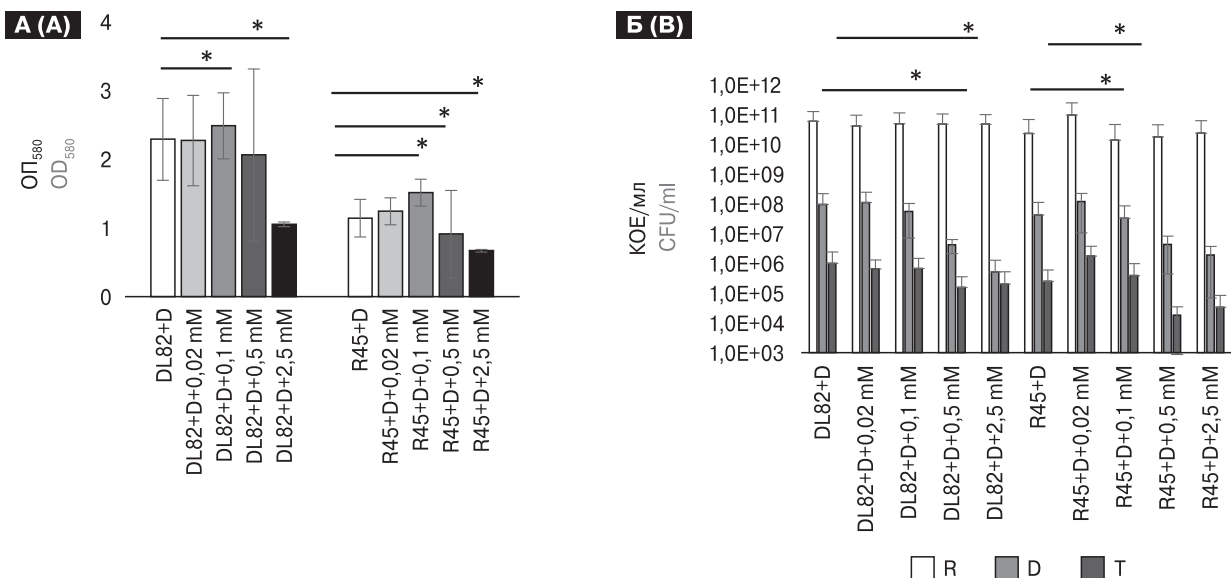 А (A)
4
3
2
1
0
ОП580
OD580
*
*
*
*
*
DL82+D
DL82+D+0,02 mM
DL82+D+0,1 mM
DL82+D+0,5 mM
DL82+D+2,5 mM
R45+D
R45+D+0,02 mM
R45+D+0,1 mM
R45+D+0,5 mM
R45+D+2,5 mM
Б (B)
*
*
*
*
1,0E+12
1,0E+11
1,0E+10
1,0E+09
1,0E+08
1,0E+07
1,0E+06
1,0E+05
1,0E+04
1,0E+03
КОЕ/мл
CFU/ml
DL82+D
DL82+D+0,02 mM
DL82+D+0,1 mM
DL82+D+0,5 mM
DL82+D+2,5 mM
R45+D
R45+D+0,02 mM
R45+D+0,1 mM
R45+D+0,5 mM
R45+D+2,5 mM
R D T